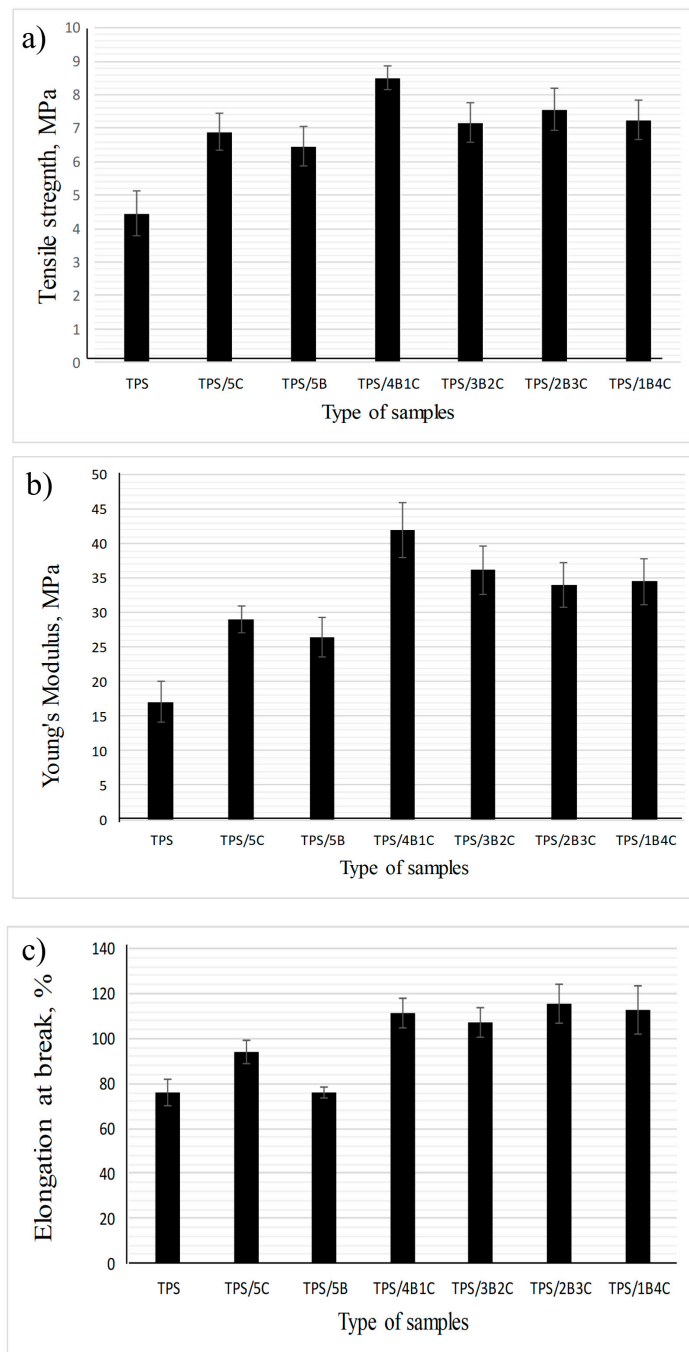 a)
Tensile stregnth, MPa
10
9
8
7
6
5
4
3
2
1
0
TPS TPS/5C TPS/5B TPS/4B1C TPS/3B2C TPS/2B3C TPS/1B4C
Type of samples
b)
Young's Modulus, MPa
50
45
40
35
30
25
20
15
10
5
0
TPS TPS/5C TPS/5B TPS/4B1C TPS/3B2C TPS/2B3C TPS/1B4C
Type of samples
c)
Elongation at break, %
140
120
100
80
60
40
20
0
TPS TPS/5C TPS/5B TPS/4B1C TPS/3B2C TPS/2B3C TPS/1B4C
Type of samples